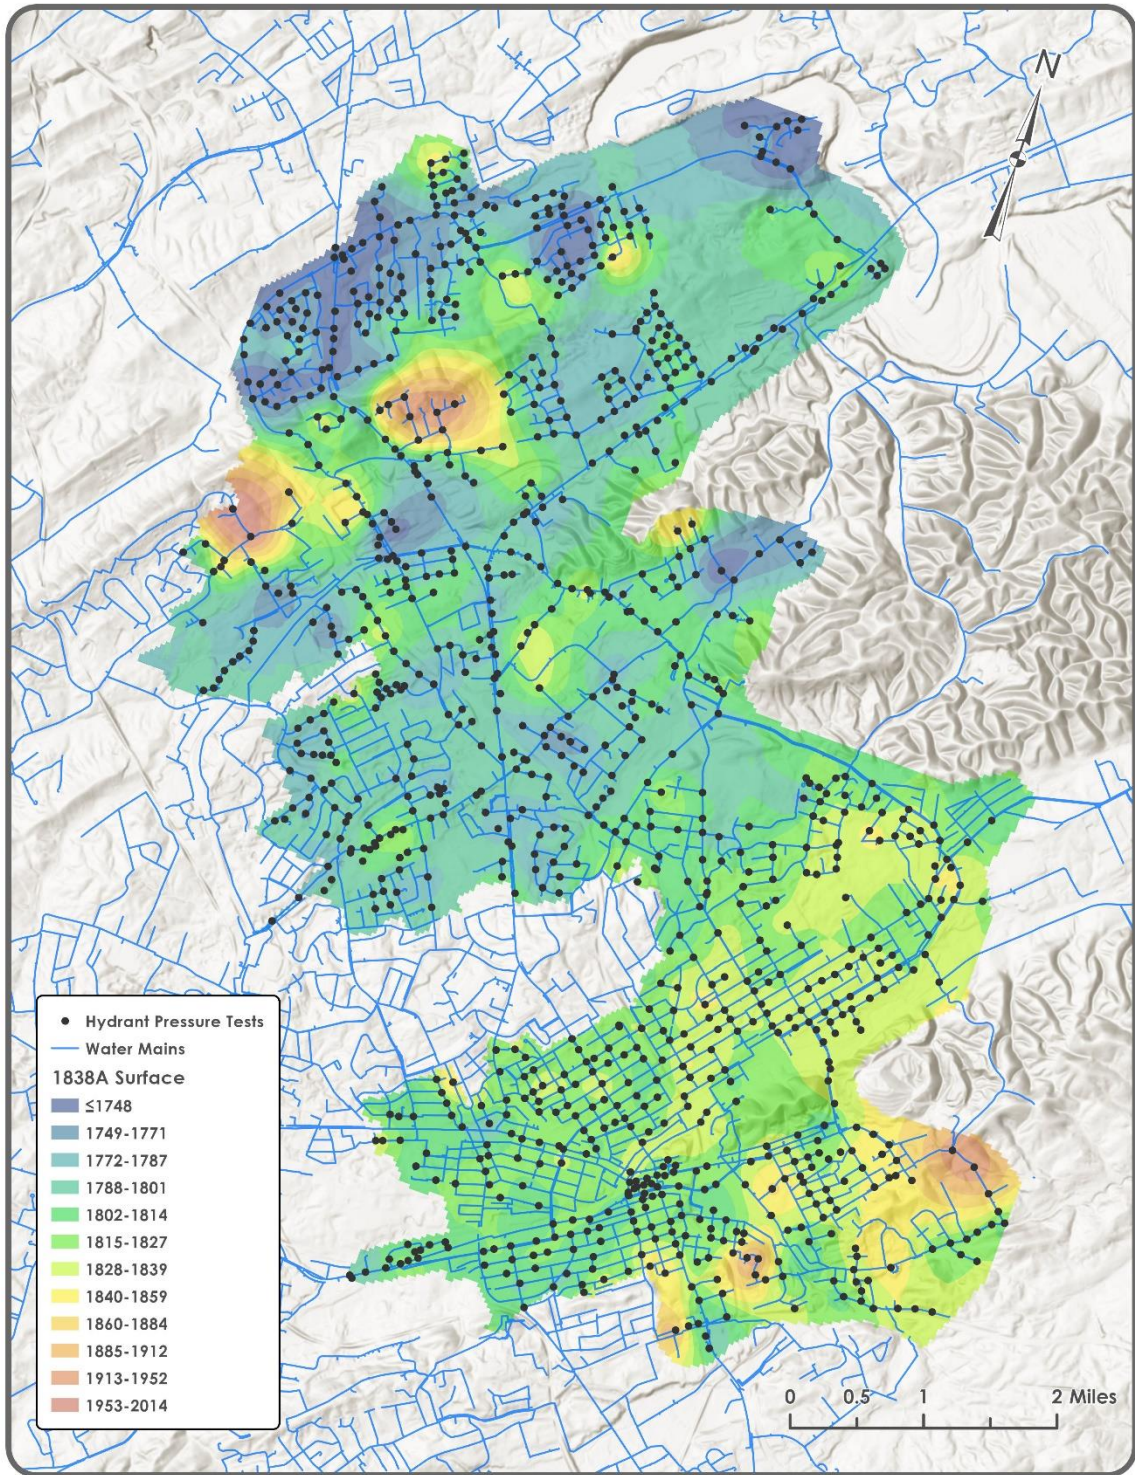 N
Hydrant Pressure Tests
Water Mains
1838A Surface
≤1748
1749-1771
1772-1787
1788-1801
1802-1814
1815-1827
1828-1839
1840-1859
1860-1884
1885-1912
1913-1952
1953-2014
0 0.5 1 2 Miles